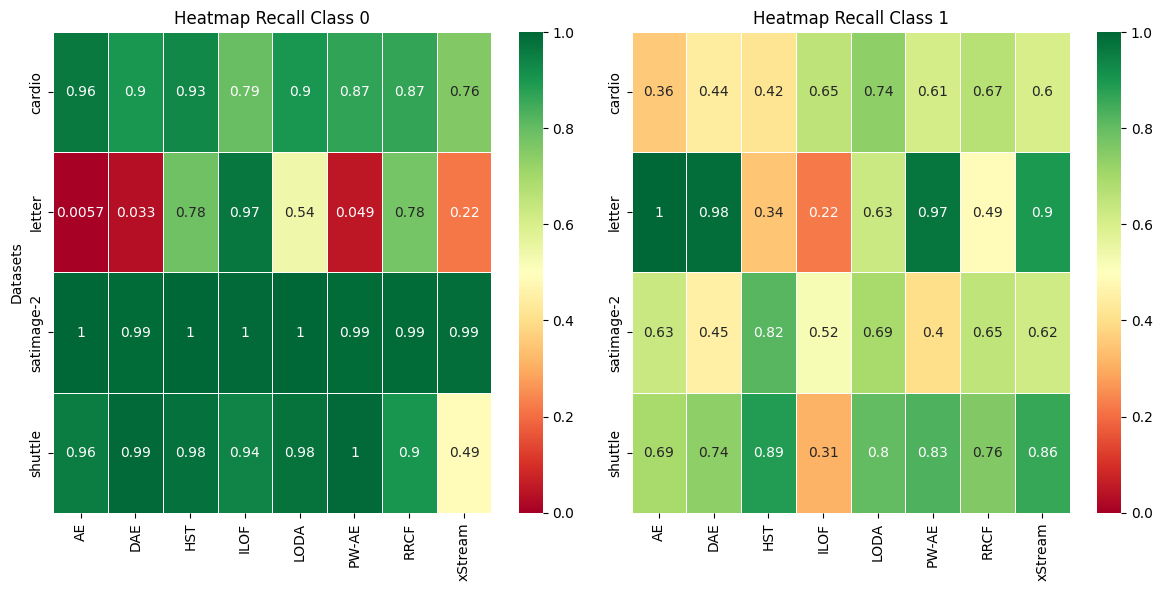 Heatmap Recall Class 0
Datasets
cardio
0.96 0.9 0.93 0.79 0.9 0.87 0.87 0.76
letter
0.0057 0.033 0.78 0.97 0.54 0.049 0.78 0.22
satimage-2
1 0.99 1 1 1 0.99 0.99 0.99
shuttle
0.96 0.99 0.98 0.94 0.98 1 0.9 0.49
AE DAE HST ILOF LODA PW-AE RRCF xStream
1.0
0.8
0.6
0.4
0.2
0.0
Heatmap Recall Class 1
cardio
0.36 0.44 0.42 0.65 0.74 0.61 0.67 0.6
letter
1 0.98 0.34 0.22 0.63 0.97 0.49 0.9
satimage-2
0.63 0.45 0.82 0.52 0.69 0.4 0.65 0.62
shuttle
0.69 0.74 0.89 0.31 0.8 0.83 0.76 0.86
AE DAE HST ILOF LODA PW-AE RRCF xStream
1.0
0.8
0.6
0.4
0.2
0.0